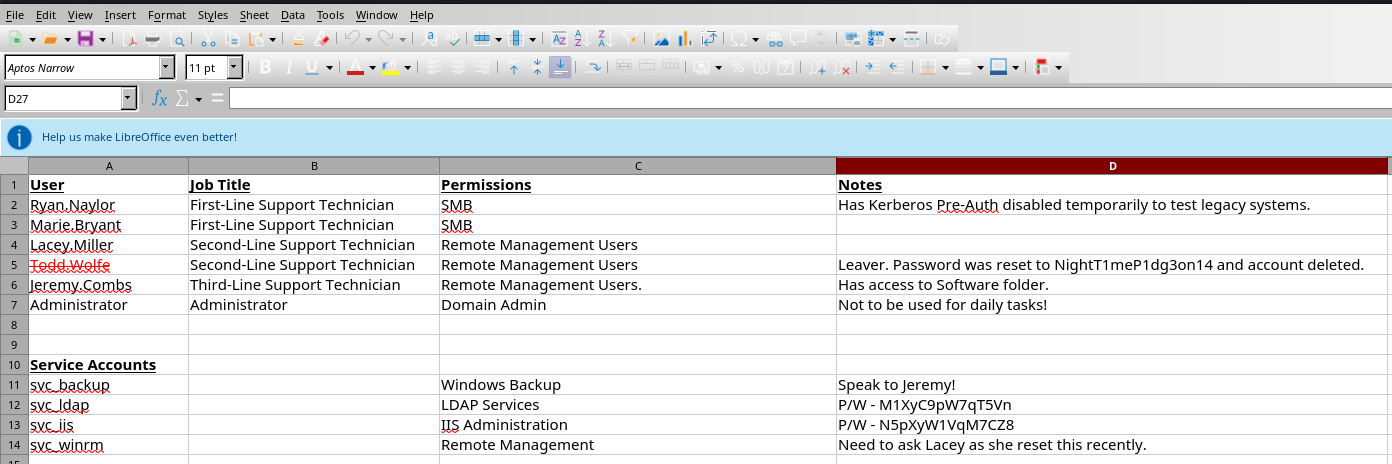 File Edit View Insert Format Styles Sheet Data Tools Window Help
Aptos Narrow 11 pt
D27
Help us make LibreOffice even better!
A B C D
1 User Job Title Permissions Notes
2 Ryan.Naylor First-Line Support Technician SMB Has Kerberos Pre-Auth disabled temporarily to test legacy systems.
3 Marie.Bryant First-Line Support Technician SMB
4 Lacey.Miller Second-Line Support Technician Remote Management Users
5 Todd.Wolfe Second-Line Support Technician Remote Management Users Leaver. Password was reset to NightT1meP1dg3on14 and account deleted.
6 Jeremy.Combs Third-Line Support Technician Remote Management Users. Has access to Software folder.
7 Administrator Administrator Domain Admin Not to be used for daily tasks!
8
9
10 Service Accounts
11 svc_backup Windows Backup Speak to Jeremy!
12 svc_ldap LDAP Services P/W - M1XyC9pW7qT5Vn
13 svc_iis IIS Administration P/W - N5pXyW1VqM7CZ8
14 svc_winrm Remote Management Need to ask Lacey as she reset this recently.